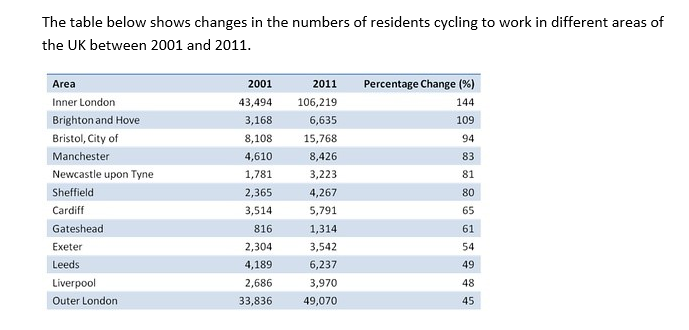 The table below shows changes in the numbers of residents cycling to work in different areas of
the UK between 2001 and 2011.
Area 2001 2011 Percentage Change (%)
Inner London 43,494 106,219 144
Brighton and Hove 3,168 6,635 109
Bristol, City of 8,108 15,768 94
Manchester 4,610 8,426 83
Newcastle upon Tyne 1,781 3,223 81
Sheffield 2,365 4,267 80
Cardiff 3,514 5,791 65
Gateshead 816 1,314 61
Exeter 2,304 3,542 54
Leeds 4,189 6,237 49
Liverpool 2,686 3,970 48
Outer London 33,836 49,070 45